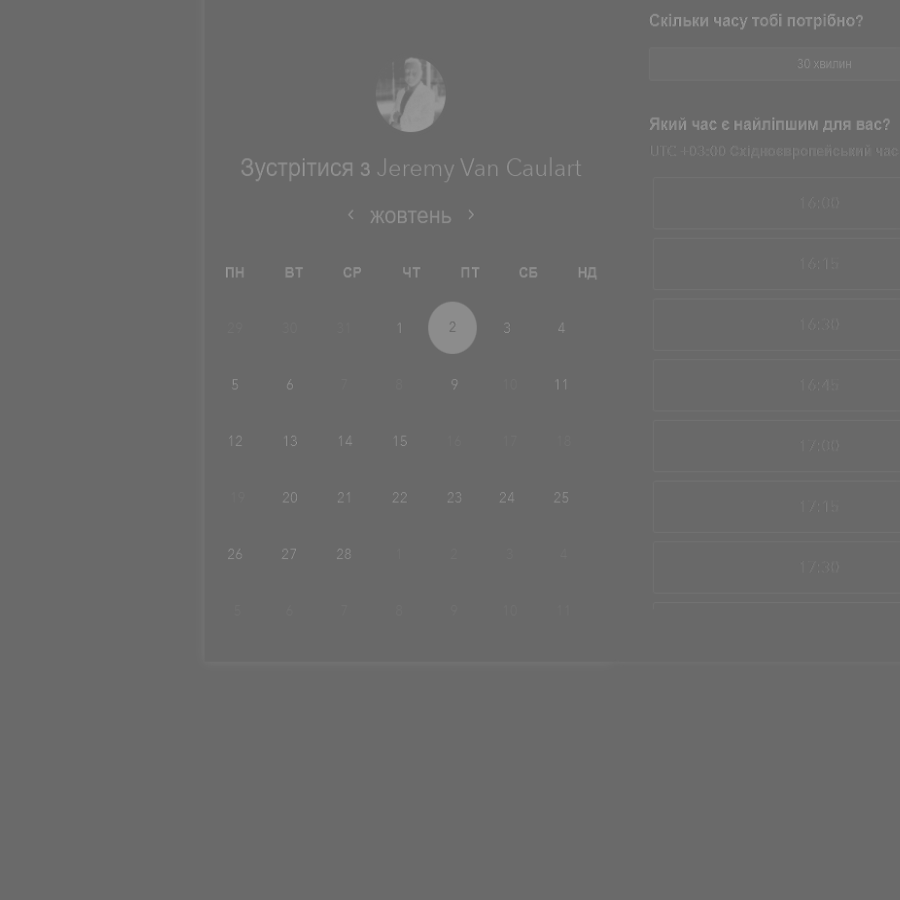 Зустрітися з Jeremy Van Caulart
‹ жовтень ›
ПН ВТ СР ЧТ ПТ СБ НД
29 30 31 1 2 3 4
5 6 7 8 9 10 11
12 13 14 15 16 17 18
19 20 21 22 23 24 25
26 27 28 1 2 3 4
5 6 7 8 9 10 11
Скільки часу тобі потрібно?
30 хвилин
Який час є найліпшим для вас?
UTC +03:00 Східноєвропейський час
16:00
16:15
16:30
16:45
17:00
17:15
17:30